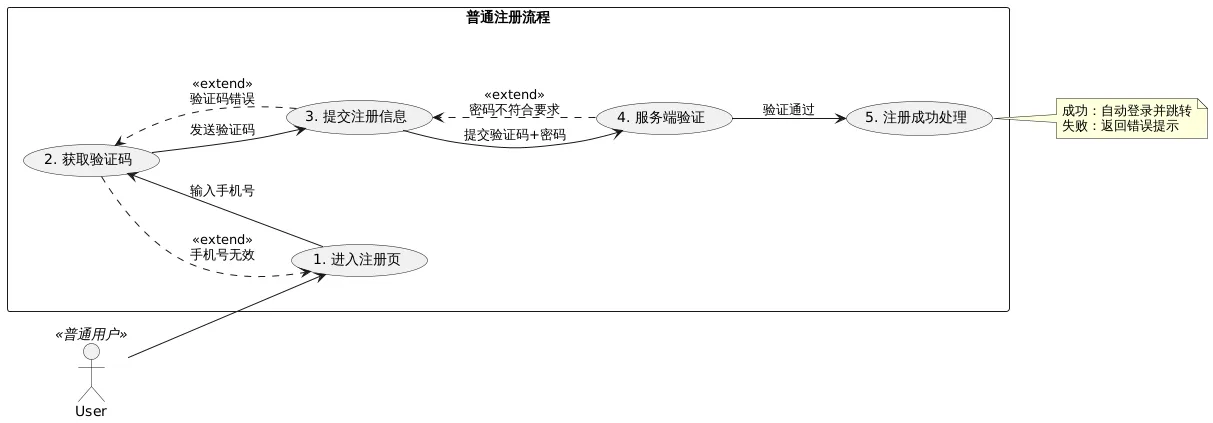 普通注册流程
«extend»
验证码错误
发送验证码
3. 提交注册信息
«extend»
密码不符合要求
提交验证码+密码
4. 服务端验证
验证通过
5. 注册成功处理
成功：自动登录并跳转
失败：返回错误提示
2. 获取验证码
输入手机号
«extend»
手机号无效
1. 进入注册页
«普通用户»
User